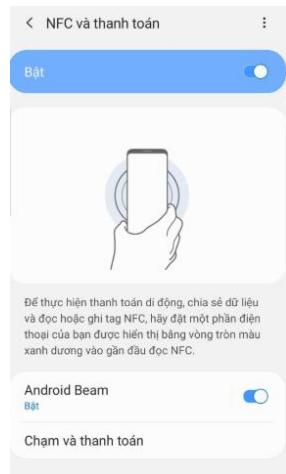 NFC và thanh toán
Bật
Để thực hiện thanh toán di động, chia sẻ dữ liệu
và đọc hoặc ghi tag NFC, hãy đặt một phần điện
thoại của bạn được hiển thị bằng vòng tròn màu
xanh dương vào gần đầu đọc NFC.
Android Beam
Bật
Chạm và thanh toán